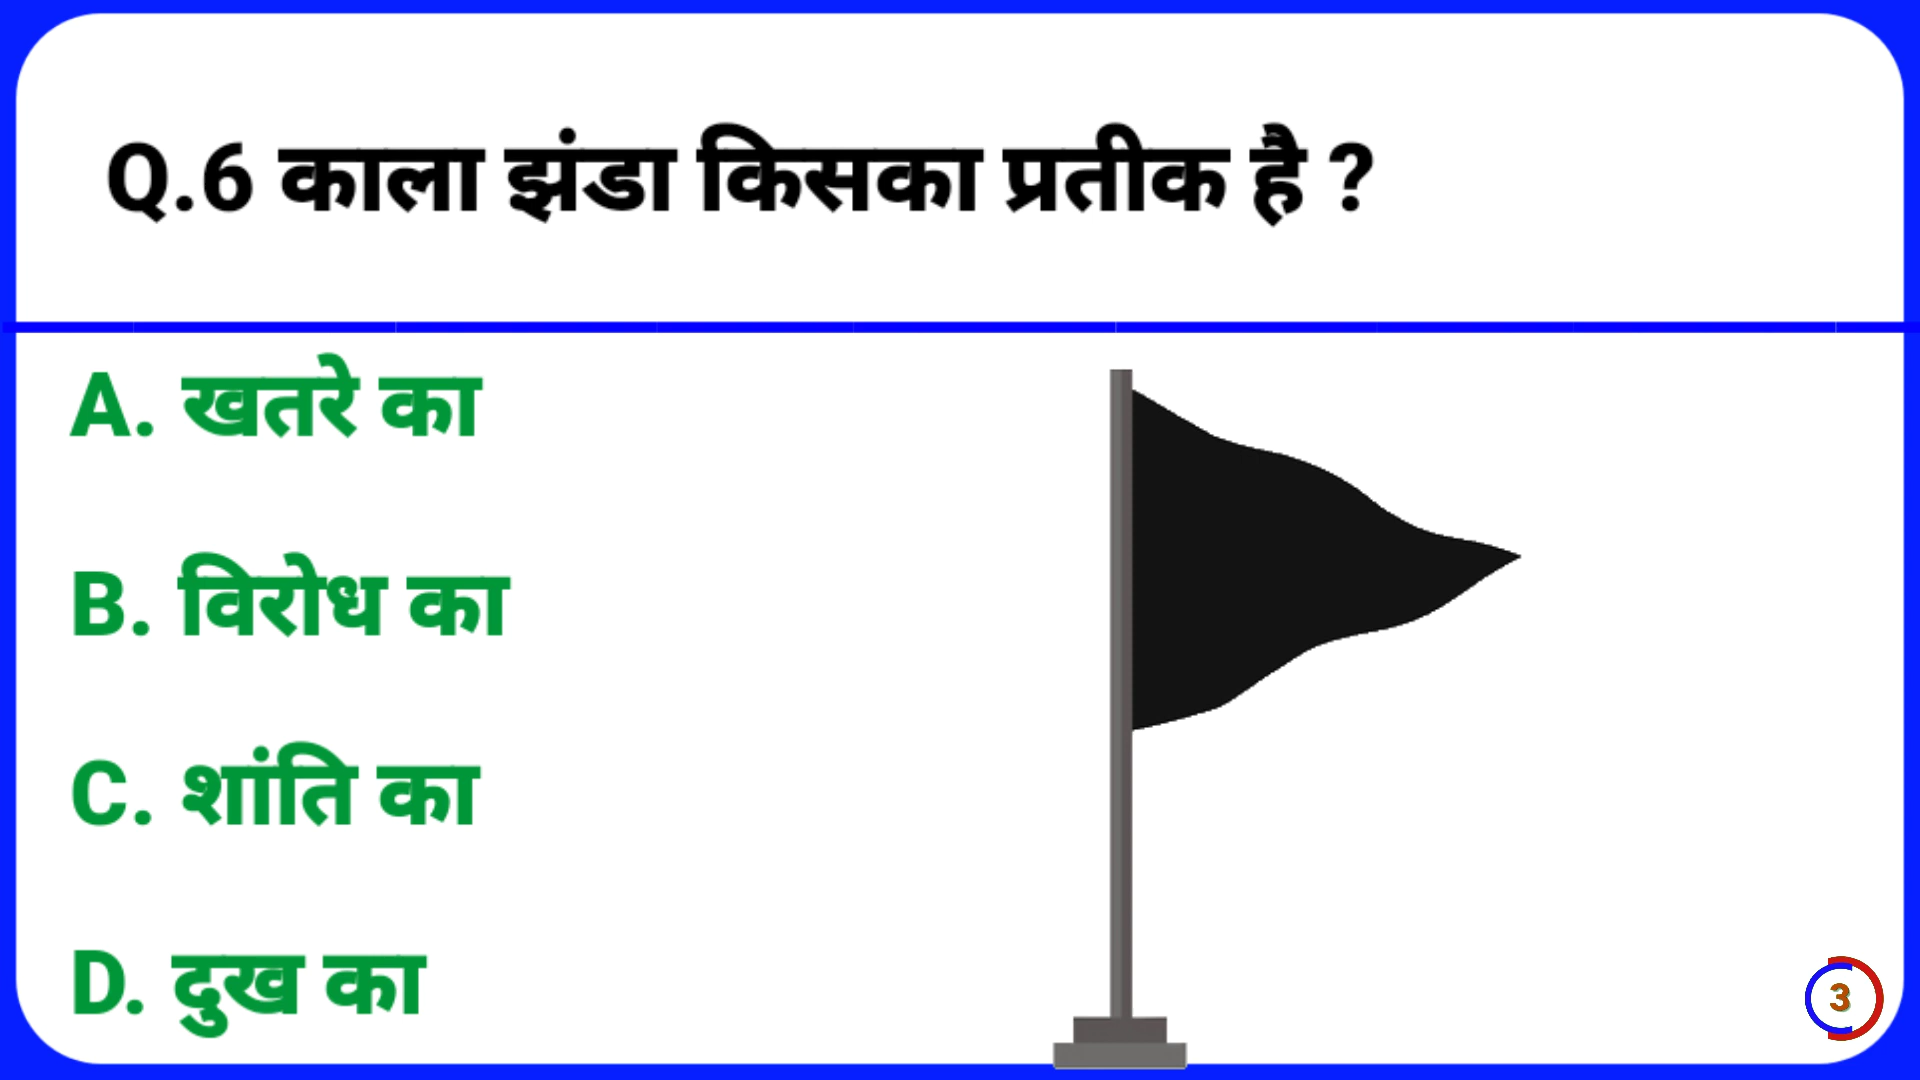 Q.6 काला झंडा किसका प्रतीक है ?
A. खतरे का
B. विरोध का
C. शांति का
D. दुख का
3